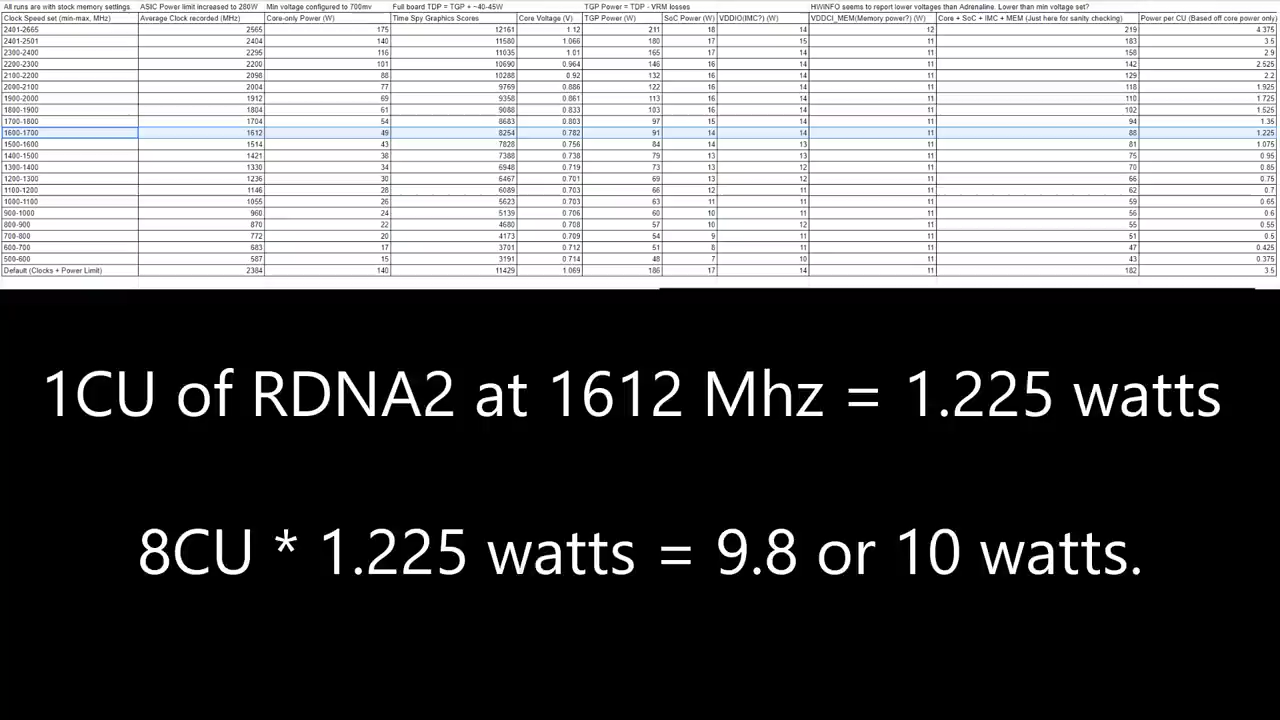 All runs are with stock memory settings. ASIC Power limit increased to 280W Min voltage configured to 700mv Full board TDP = TGP + ~40-45W TGP Power = TDP - VRM losses HWINFO seems to report lower voltages than Adrenaline. Lower than min voltage set?
Clock Speed set (min-max, MHz) Average Clock recorded (MHz) Core-only Power (W) Time Spy Graphics Scores Core Voltage (V) TGP Power (W) SoC Power (W) VDDIO(IMC?) (W) VDDCI_MEM(Memory power?) (W) Core + SoC + IMC + MEM (Just here for sanity checking) Power per CU (Based off core power only)
2401-2665 2565 175 12161 1.12 211 18 14 12 219 4.375
2401-2501 2404 140 11580 1.066 180 17 15 11 183 3.5
2300-2400 2295 116 11035 1.01 165 17 14 11 158 2.9
2200-2300 2200 101 10690 0.964 146 16 14 11 142 2.525
2100-2200 2098 88 10288 0.92 132 16 14 11 129 2.2
2000-2100 2004 77 9769 0.886 122 16 14 11 118 1.925
1900-2000 1912 69 9358 0.861 113 16 14 11 110 1.725
1800-1900 1804 61 9088 0.833 103 16 14 11 102 1.525
1700-1800 1704 54 8683 0.803 97 15 14 11 94 1.35
1600-1700 1612 49 8254 0.782 91 14 14 11 88 1.225
1500-1600 1514 43 7828 0.756 84 14 13 11 81 1.075
1400-1500 1421 38 7388 0.738 79 13 13 11 75 0.95
1300-1400 1330 34 6948 0.719 73 13 12 11 70 0.85
1200-1300 1236 30 6467 0.701 69 13 12 11 66 0.75
1100-1200 1146 28 6089 0.703 66 12 11 11 62 0.7
1000-1100 1055 26 5623 0.703 63 11 11 11 59 0.65
900-1000 960 24 5139 0.706 60 10 11 11 56 0.6
800-900 870 22 4680 0.708 57 10 12 11 55 0.55
700-800 772 20 4173 0.709 54 9 11 11 51 0.5
600-700 683 17 3701 0.712 51 8 11 11 47 0.425
500-600 587 15 3191 0.714 48 7 10 11 43 0.375
Default (Clocks + Power Limit) 2384 140 11429 1.069 186 17 14 11 182 3.5
1CU of RDNA2 at 1612 Mhz = 1.225 watts
8CU * 1.225 watts = 9.8 or 10 watts.